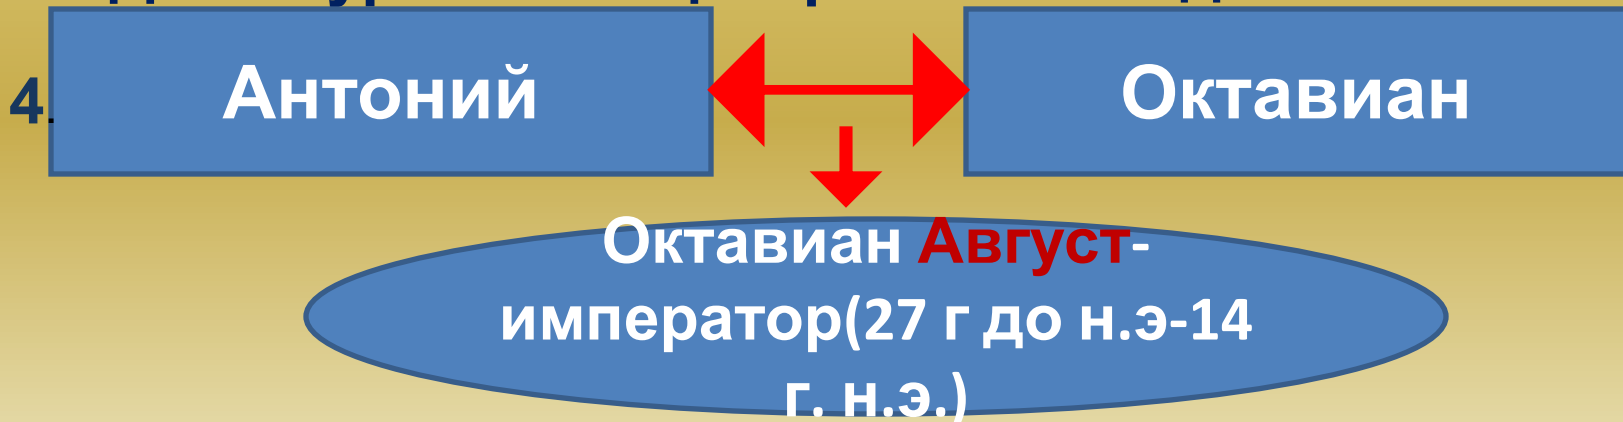 4.
Антоний
Октавиан
Октавиан Август-
император(27 г до н.э-14
г. н.э.)